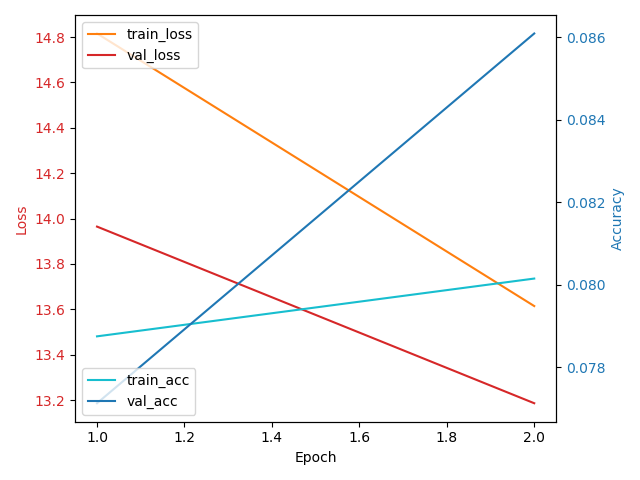 train_loss
val_loss
14.8
14.6
14.4
14.2
14.0
13.8
13.6
13.4
13.2
Loss
0.086
0.084
0.082
0.080
0.078
Accuracy
train_acc
val_acc
1.0 1.2 1.4 1.6 1.8 2.0
Epoch